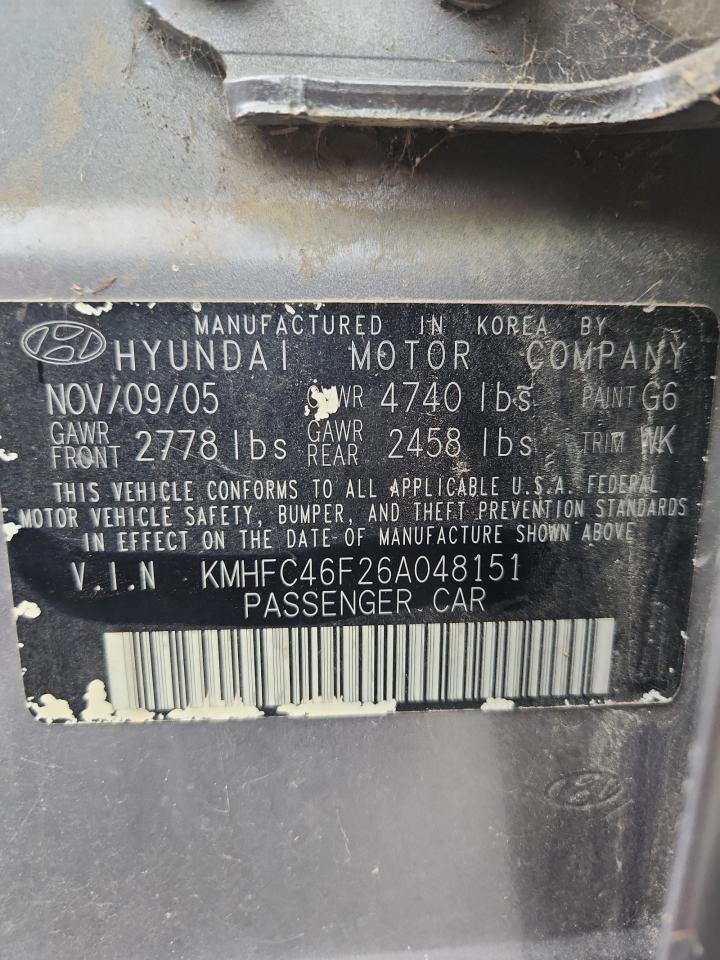 MANUFACTURED IN KOREA BY
HYUNDAI MOTOR COMPANY
NOV/09/05 GVWR 4740 lbs PAINT G6
GAWR FRONT 2778 lbs GAWR REAR 2458 lbs TRIM WK
THIS VEHICLE CONFORMS TO ALL APPLICABLE U.S.A. FEDERAL
MOTOR VEHICLE SAFETY, BUMPER, AND THEFT PREVENTION STANDARDS
IN EFFECT ON THE DATE OF MANUFACTURE SHOWN ABOVE
V.I.N KMHFC46F26A048151
PASSENGER CAR